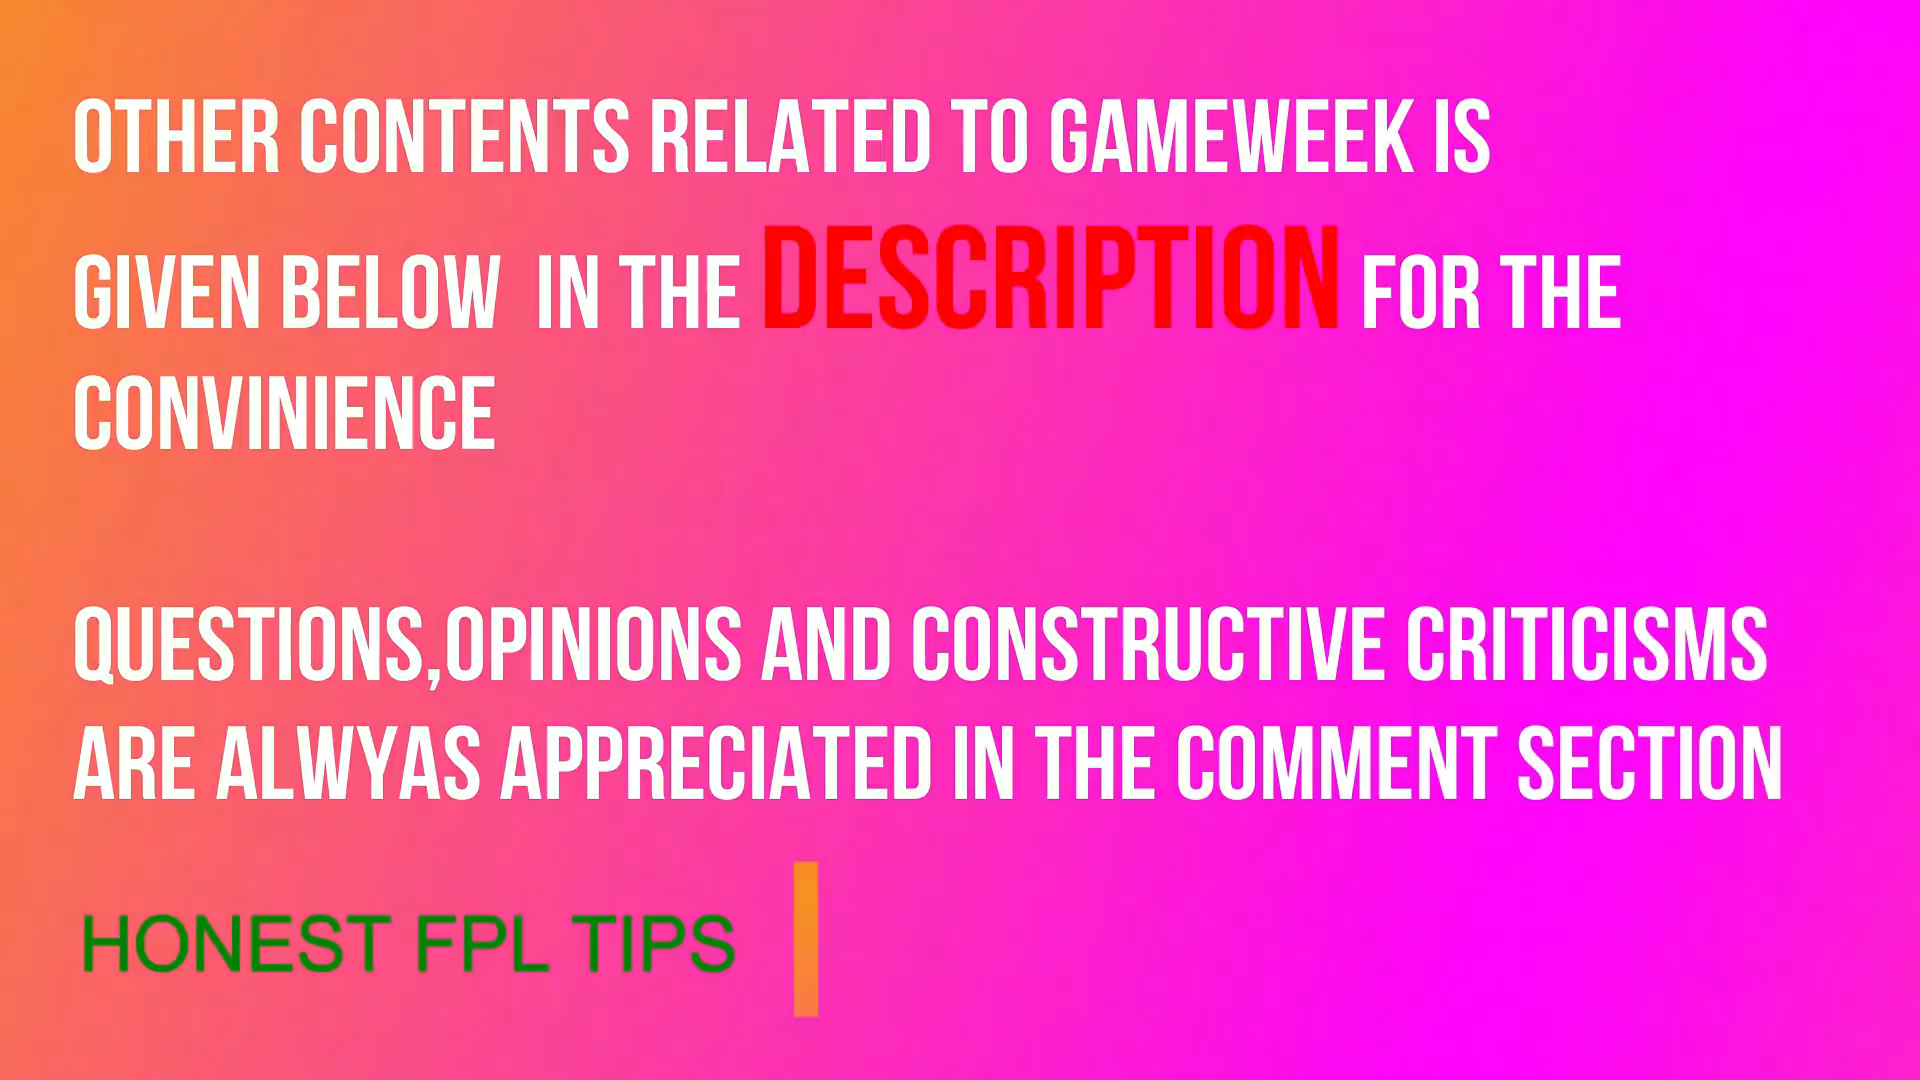 OTHER CONTENTS RELATED TO GAMEWEEK IS
GIVEN BELOW IN THE DESCRIPTION FOR THE
CONVINIENCE
QUESTIONS,OPINIONS AND CONSTRUCTIVE CRITICISMS
ARE ALWYAS APPRECIATED IN THE COMMENT SECTION
HONEST FPL TIPS